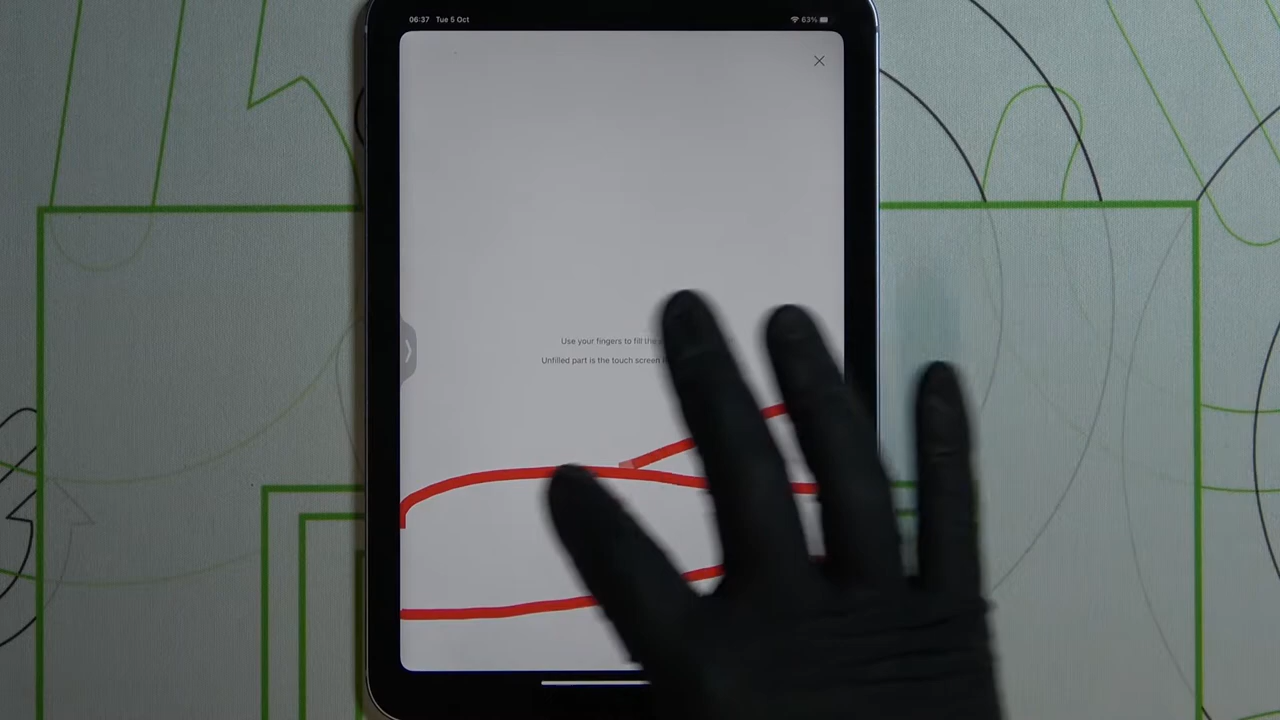 06:37 Tue 5 Oct 63%
Use your fingers to fill the
Unfilled part is the touch screen